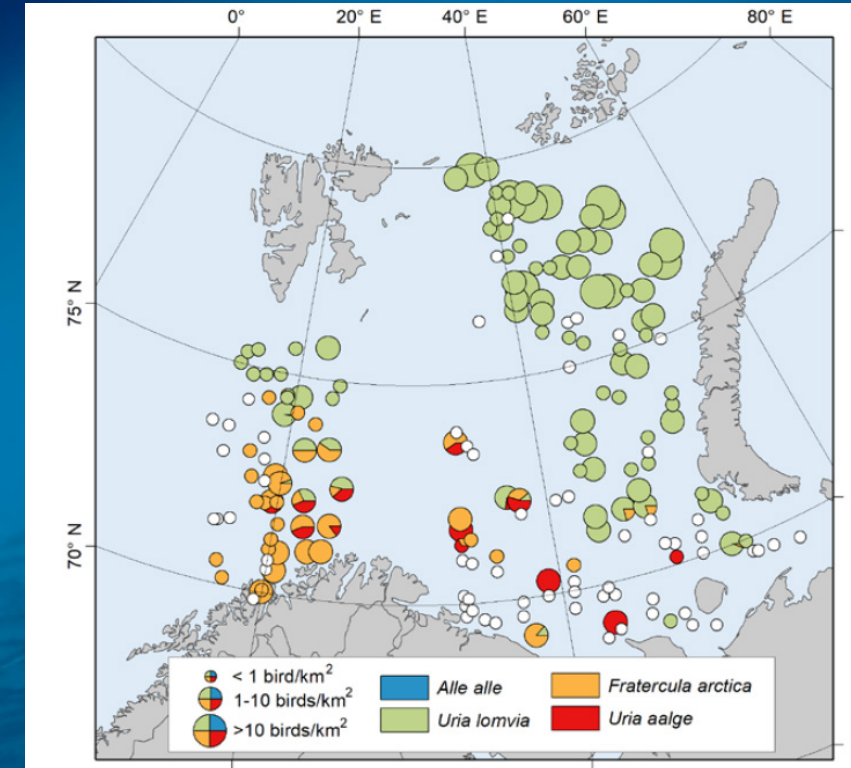 0° 20° E 40° E 60° E 80° E
75° N
70° N
< 1 bird/km²
1-10 birds/km²
>10 birds/km²
Alle alle
Uria lomvia
Fratercula arctica
Uria aalge